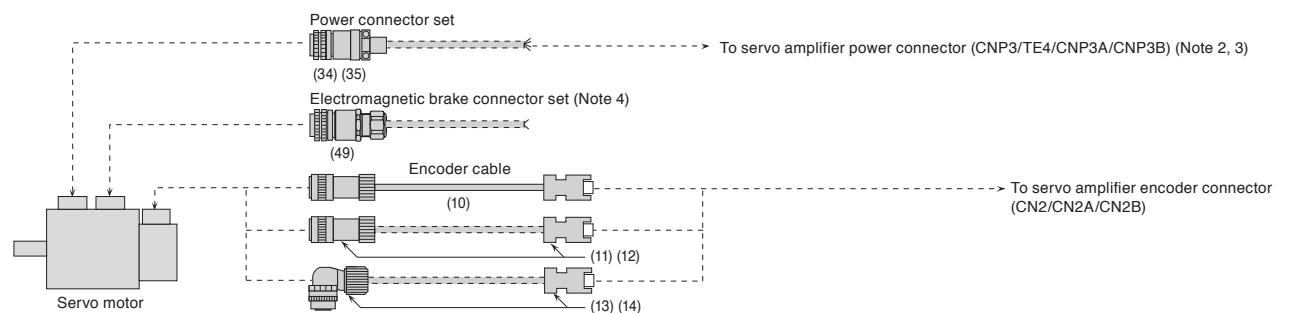 Power connector set
To servo amplifier power connector (CNP3/TE4/CNP3A/CNP3B) (Note 2, 3)
(34) (35)
Electromagnetic brake connector set (Note 4)
(49)
Encoder cable
(10)
To servo amplifier encoder connector
(CN2/CN2A/CN2B)
(11) (12)
Servo motor
(13) (14)